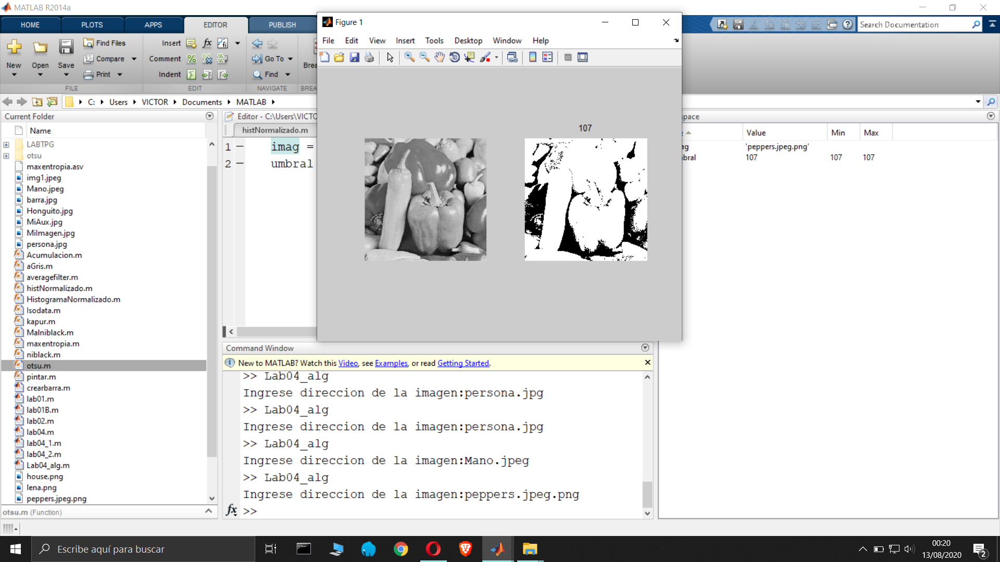 MATLAB R2014a
HOME PLOTS APPS EDITOR PUBLISH
Search Documentation
New Open Save
Find Files
Compare
Print
FILE
Insert
Comment
Indent
EDIT
Go To
Find
NAVIGATE
Brea
BREA
C: Users VICTOR Documents MATLAB
Current Folder
Name
LABTPG
otsu
maxentropia.asv
img1.jpeg
Mano.jpeg
barra.jpg
Honguito.jpg
MiAux.jpg
MiImagen.jpg
persona.jpg
Acumulacion.m
aGris.m
averagefilter.m
histNormalizado.m
HistogramaNormalizado.m
Isodata.m
kapur.m
Malniblack.m
maxentropia.m
niblack.m
otsu.m
pintar.m
crearbarra.m
lab01.m
lab01B.m
lab02.m
lab04.m
lab04_1.m
lab04_2.m
Lab04_alg.m
house.png
lena.png
peppers.jpeg.png
otsu.m (Function)
Editor - C:\Users\VICTO
histNormalizado.m
1 imag =
2 umbral
Figure 1
File Edit View Insert Tools Desktop Window Help
107
Command Window
New to MATLAB? Watch this Video, see Examples, or read Getting Started.
>> Lab04_alg
Ingrese direccion de la imagen:persona.jpg
>> Lab04_alg
Ingrese direccion de la imagen:persona.jpg
>> Lab04_alg
Ingrese direccion de la imagen:Mano.jpeg
>> Lab04_alg
Ingrese direccion de la imagen:peppers.jpeg.png
fx >>
space
Value Min Max
ag 'peppers.jpeg.png'
bral 107 107 107
Escribe aquí para buscar
00:20
13/08/2020
2